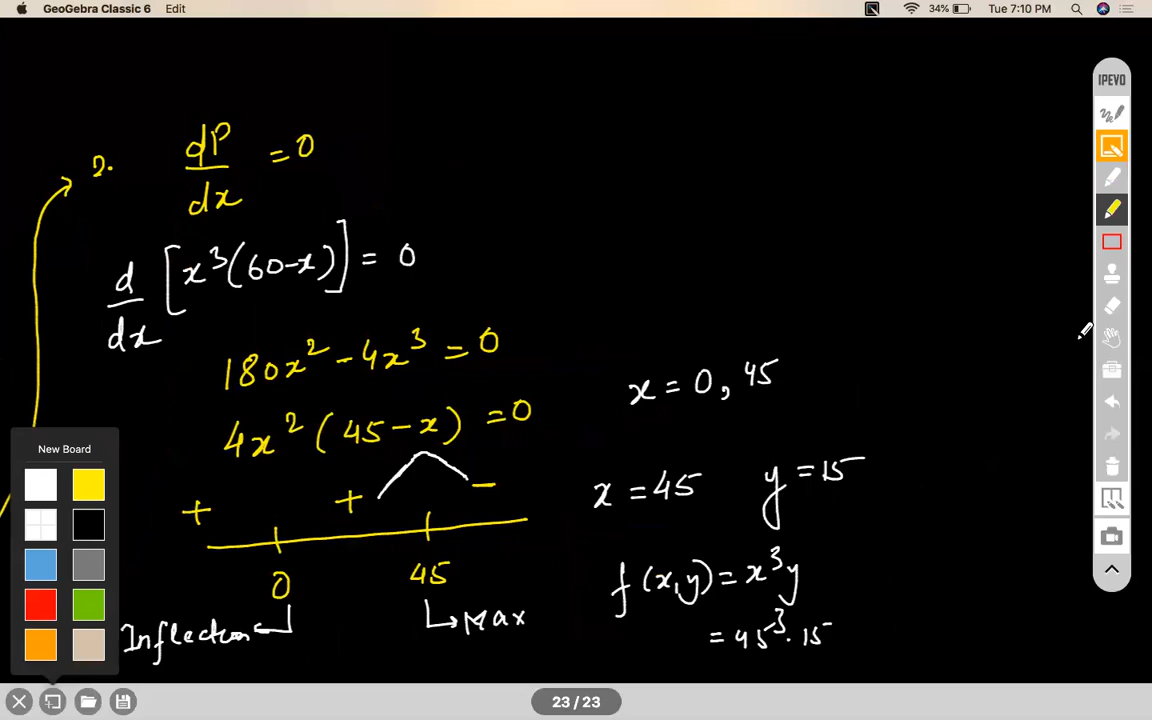 GeoGebra Classic 6 Edit 34% Tue 7:10 PM
IPEVO
2. dP/dx = 0
d/dx [x³(60-x)] = 0
180x² - 4x³ = 0
4x² (45 - x) = 0
+ + -
0 45
Inflection Max
x = 0, 45
x = 45 y = 15
f(x,y) = x³y
= 45³ . 15
New Board
23 / 23